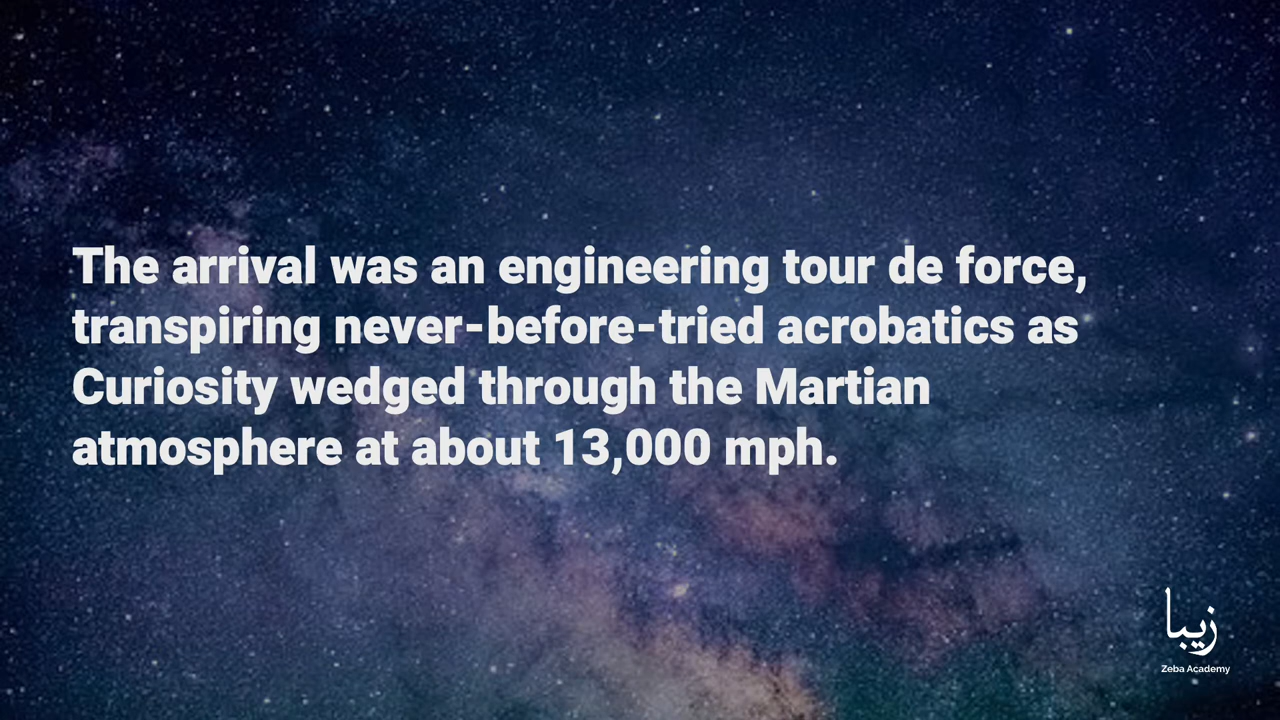 The arrival was an engineering tour de force,
transpiring never-before-tried acrobatics as
Curiosity wedged through the Martian
atmosphere at about 13,000 mph.
زيبا
Zeba Academy